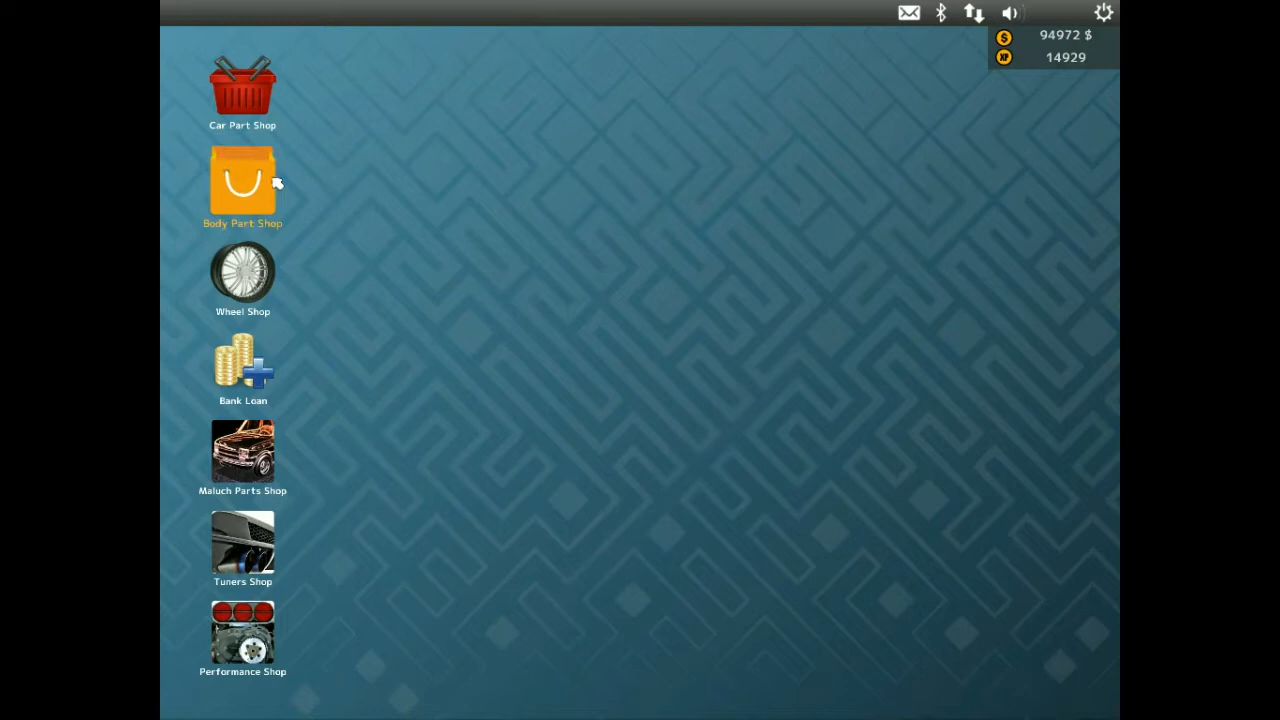 94972 $
XP 14929
Car Part Shop
Body Part Shop
Wheel Shop
Bank Loan
Maluch Parts Shop
Tuners Shop
Performance Shop